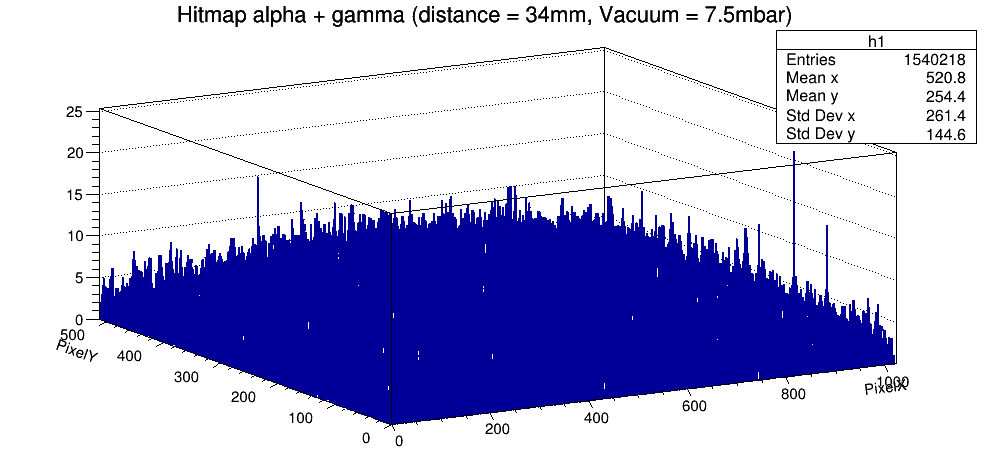 Hitmap alpha + gamma (distance = 34mm, Vacuum = 7.5mbar)
h1
Entries 1540218
Mean x 520.8
Mean y 254.4
Std Dev x 261.4
Std Dev y 144.6
25
20
15
10
5
0
500
400
300
200
100
0
PixelY
0
200
400
600
800
1000
PixelX